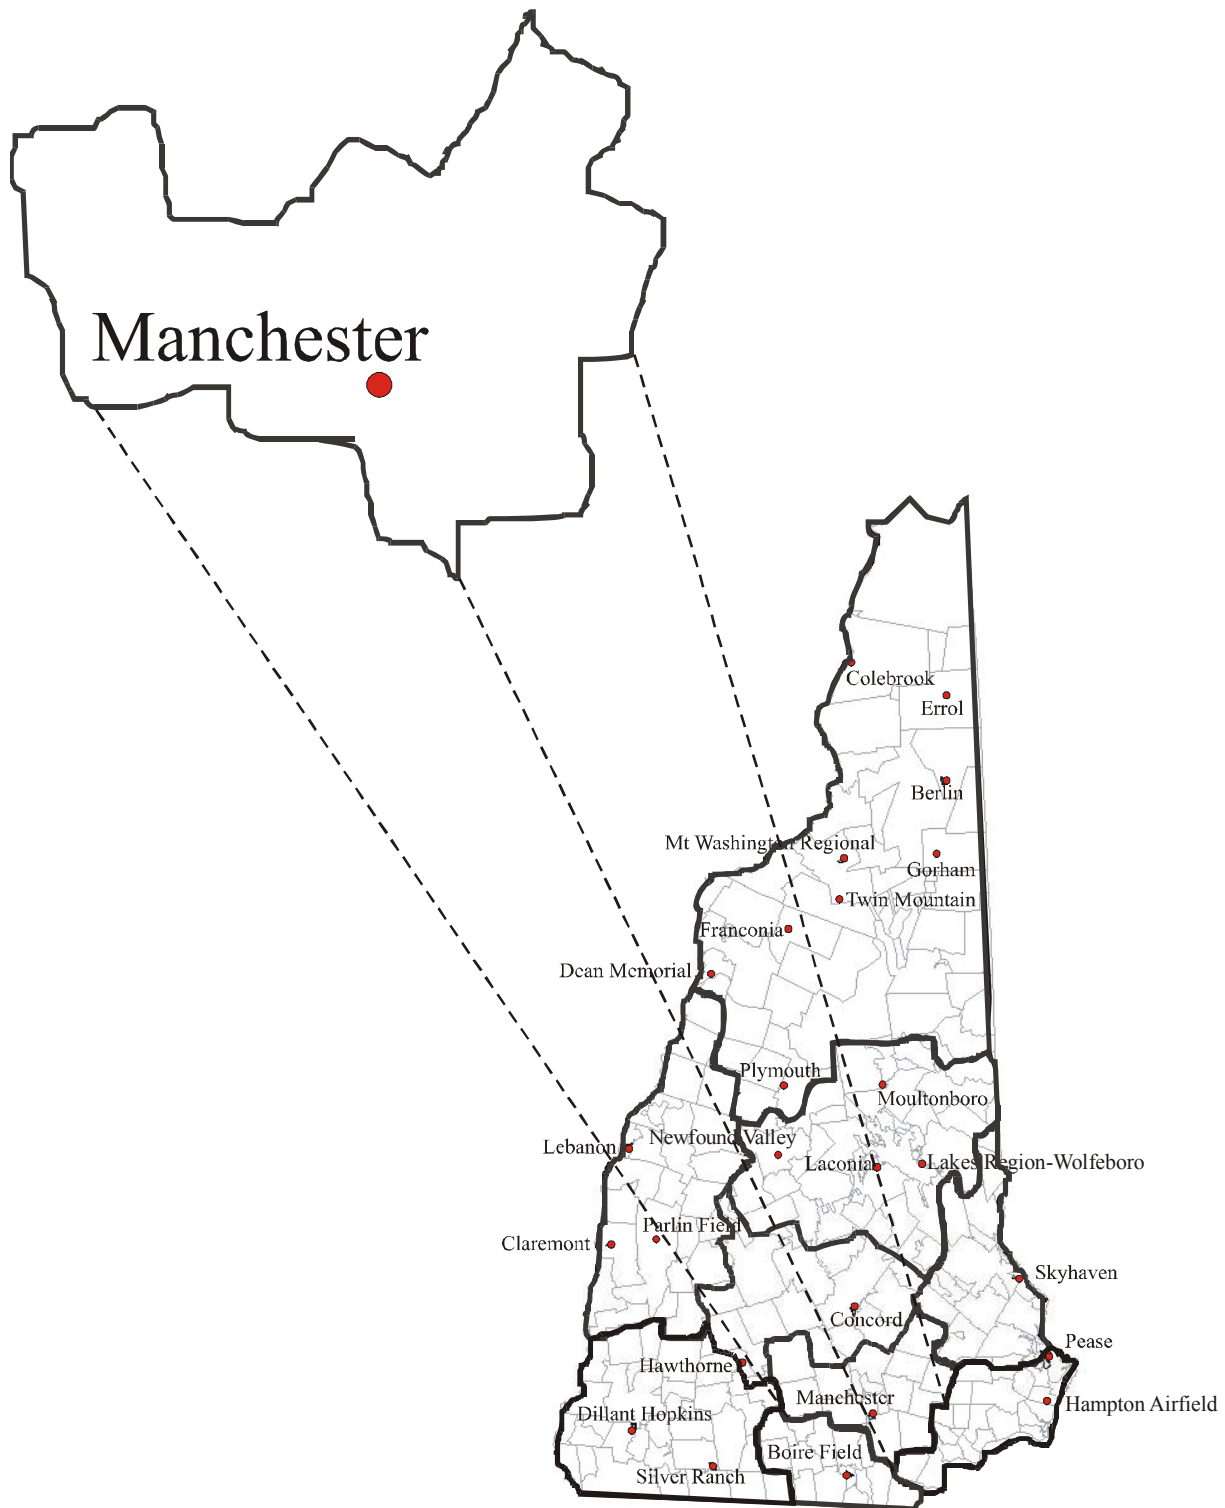 Manchester
Colebrook
Errol
Berlin
Mt Washington Regional
Gorham
Twin Mountain
Franconia
Dean Memorial
Plymouth
Moultonboro
Newfound Valley
Lebanon
Laconia
Lakes Region-Wolfeboro
Parlin Field
Claremont
Skyhaven
Concord
Pease
Hawthorne
Manchester
Hampton Airfield
Dillant Hopkins
Boire Field
Silver Ranch